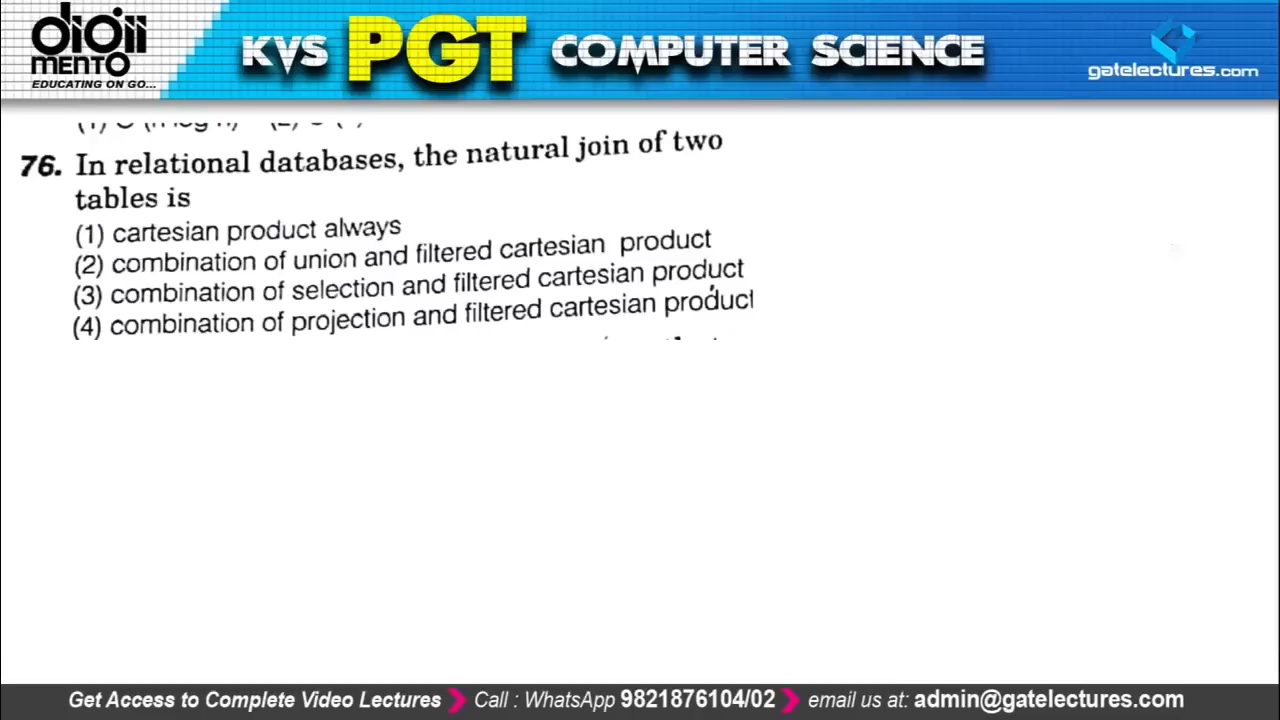 digii
MENTO
EDUCATING ON GO...
KVS PGT COMPUTER SCIENCE
gatelectures.com
76. In relational databases, the natural join of two
tables is
(1) cartesian product always
(2) combination of union and filtered cartesian product
(3) combination of selection and filtered cartesian product
(4) combination of projection and filtered cartesian product
Get Access to Complete Video Lectures Call : WhatsApp 9821876104/02 email us at: admin@gatelectures.com